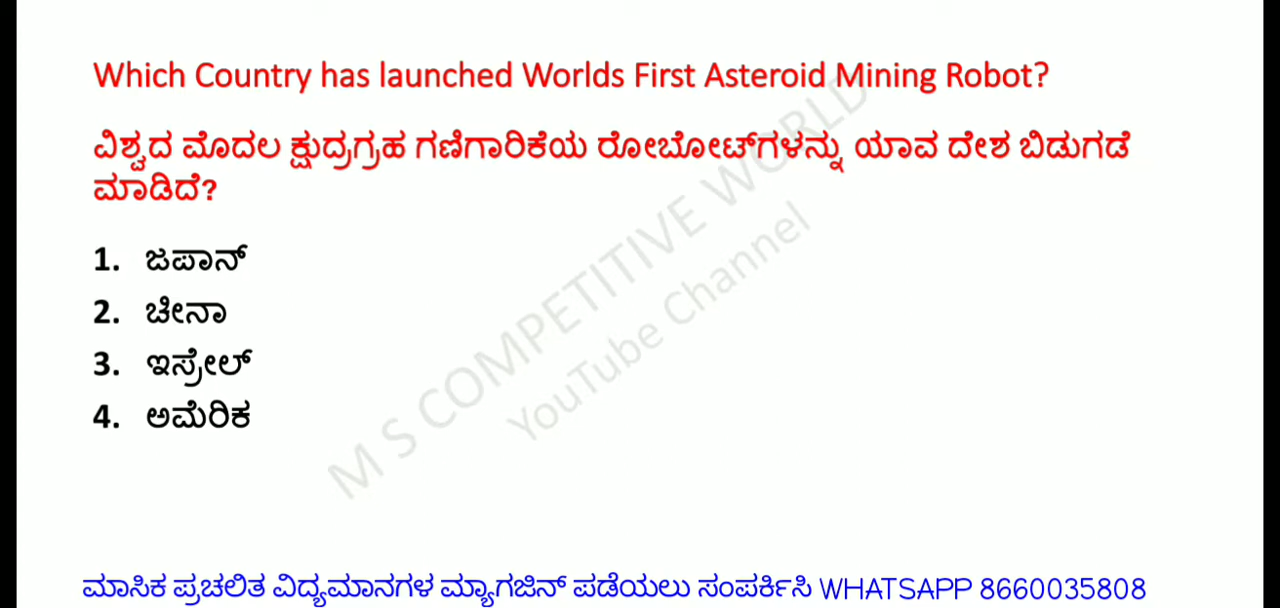 Which Country has launched Worlds First Asteroid Mining Robot?
ವಿಶ್ವದ ಮೊದಲ ಕ್ಷುದ್ರಗ್ರಹ ಗಣಿಗಾರಿಕೆಯ ರೋಬೋಟ್‌ಗಳನ್ನು ಯಾವ ದೇಶ ಬಿಡುಗಡೆ
ಮಾಡಿದೆ?
1. ಜಪಾನ್
2. ಚೀನಾ
3. ಇಸ್ರೇಲ್
4. ಅಮೆರಿಕ
M S COMPETITIVE WORLD
YouTube Channel
ಮಾಸಿಕ ಪ್ರಚಲಿತ ವಿದ್ಯಮಾನಗಳ ಮ್ಯಾಗಜಿನ್ ಪಡೆಯಲು ಸಂಪರ್ಕಿಸಿ WHATSAPP 8660035808